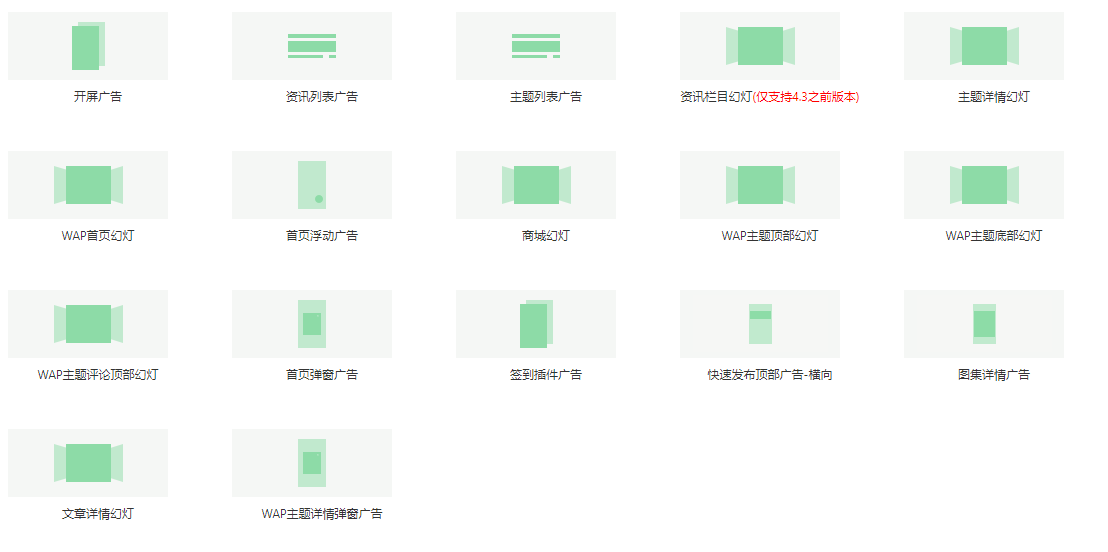 开屏广告
资讯列表广告
主题列表广告
资讯栏目幻灯(仅支持4.3之前版本)
主题详情幻灯
WAP首页幻灯
首页浮动广告
商城幻灯
WAP主题顶部幻灯
WAP主题底部幻灯
WAP主题评论顶部幻灯
首页弹窗广告
签到插件广告
快速发布顶部广告-横向
图集详情广告
文章详情幻灯
WAP主题详情弹窗广告